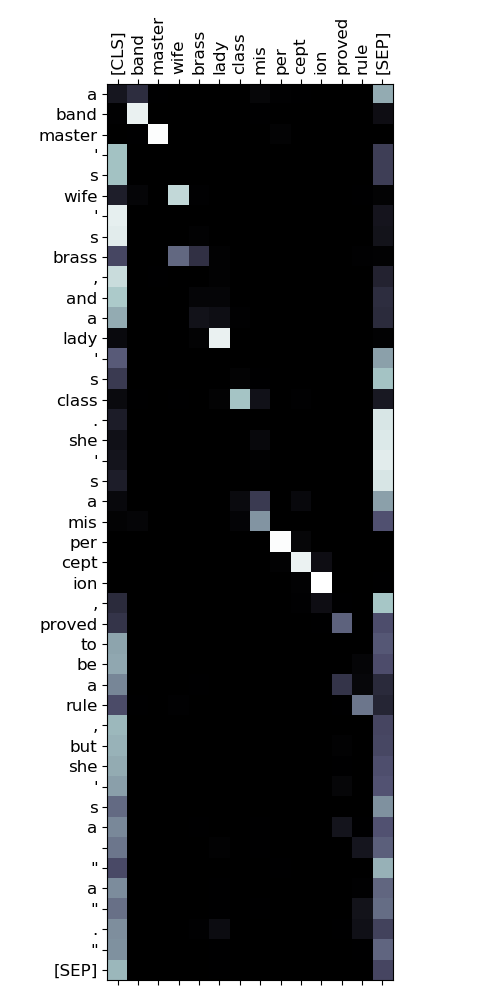 [CLS]
band
master
wife
brass
lady
class
mis
per
cept
ion
proved
rule
[SEP]
a
band
master
'
s
wife
'
s
brass
,
and
a
lady
'
s
class
.
she
'
s
a
mis
per
cept
ion
,
proved
to
be
a
rule
,
but
she
'
s
a
"
a
"
.
"
[SEP]